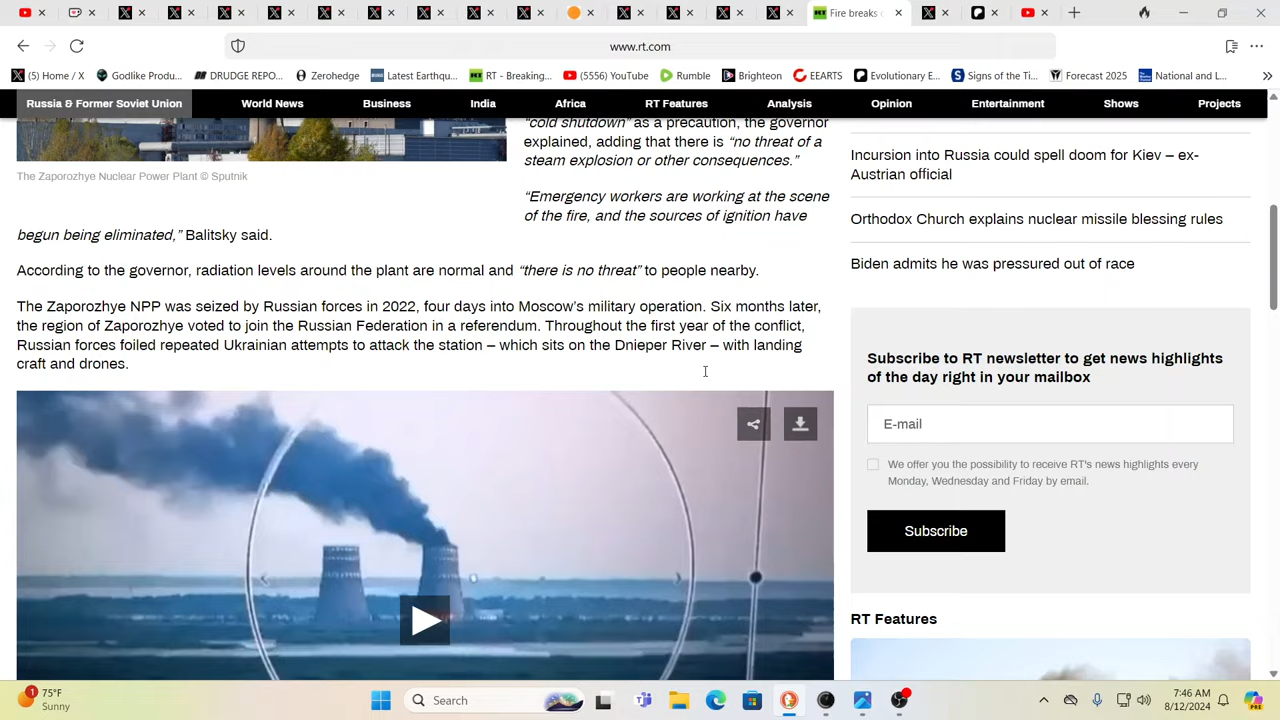 Fire breaks
www.rt.com
(5) Home / X
Godlike Produ...
DRUDGE REPO...
Zerohedge
Latest Earthqu...
RT - Breaking...
(5556) YouTube
Rumble
Brighteon
EEARTS
Evolutionary E...
Signs of the Ti...
Forecast 2025
National and L...
Russia & Former Soviet Union
World News
Business
India
Africa
RT Features
Analysis
Opinion
Entertainment
Shows
Projects
“cold shutdown” as a precaution, the governor
explained, adding that there is “no threat of a
steam explosion or other consequences.”
The Zaporozhye Nuclear Power Plant © Sputnik
“Emergency workers are working at the scene
of the fire, and the sources of ignition have
begun being eliminated,” Balitsky said.
According to the governor, radiation levels around the plant are normal and “there is no threat” to people nearby.
The Zaporozhye NPP was seized by Russian forces in 2022, four days into Moscow’s military operation. Six months later,
the region of Zaporozhye voted to join the Russian Federation in a referendum. Throughout the first year of the conflict,
Russian forces foiled repeated Ukrainian attempts to attack the station – which sits on the Dnieper River – with landing
craft and drones.
Incursion into Russia could spell doom for Kiev – ex-
Austrian official
Orthodox Church explains nuclear missile blessing rules
Biden admits he was pressured out of race
Subscribe to RT newsletter to get news highlights
of the day right in your mailbox
E-mail
We offer you the possibility to receive RT's news highlights every
Monday, Wednesday and Friday by email.
Subscribe
RT Features
1
75°F
Sunny
Search
7:46 AM
8/12/2024